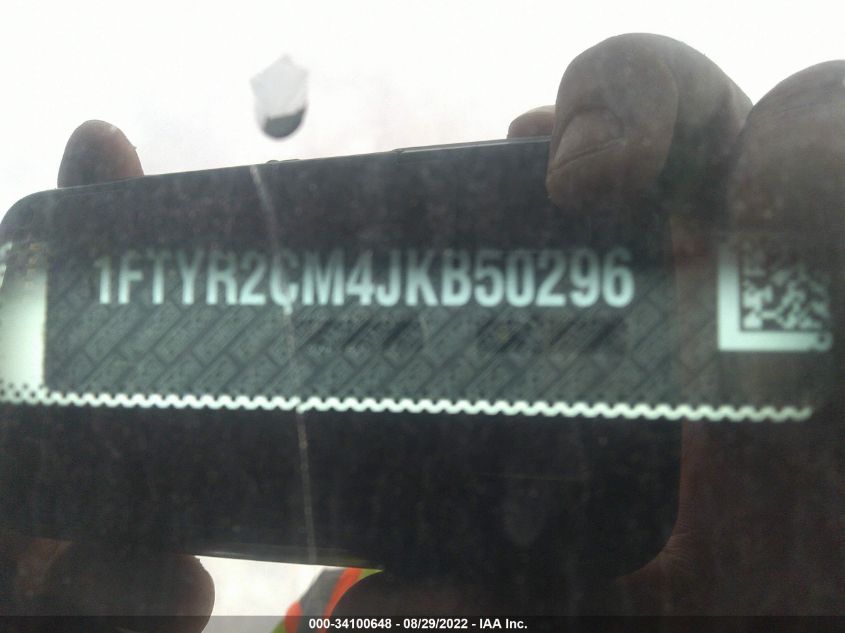 1FTYR2CM4JKB50296
000-34100648 - 08/29/2022 - IAA Inc.